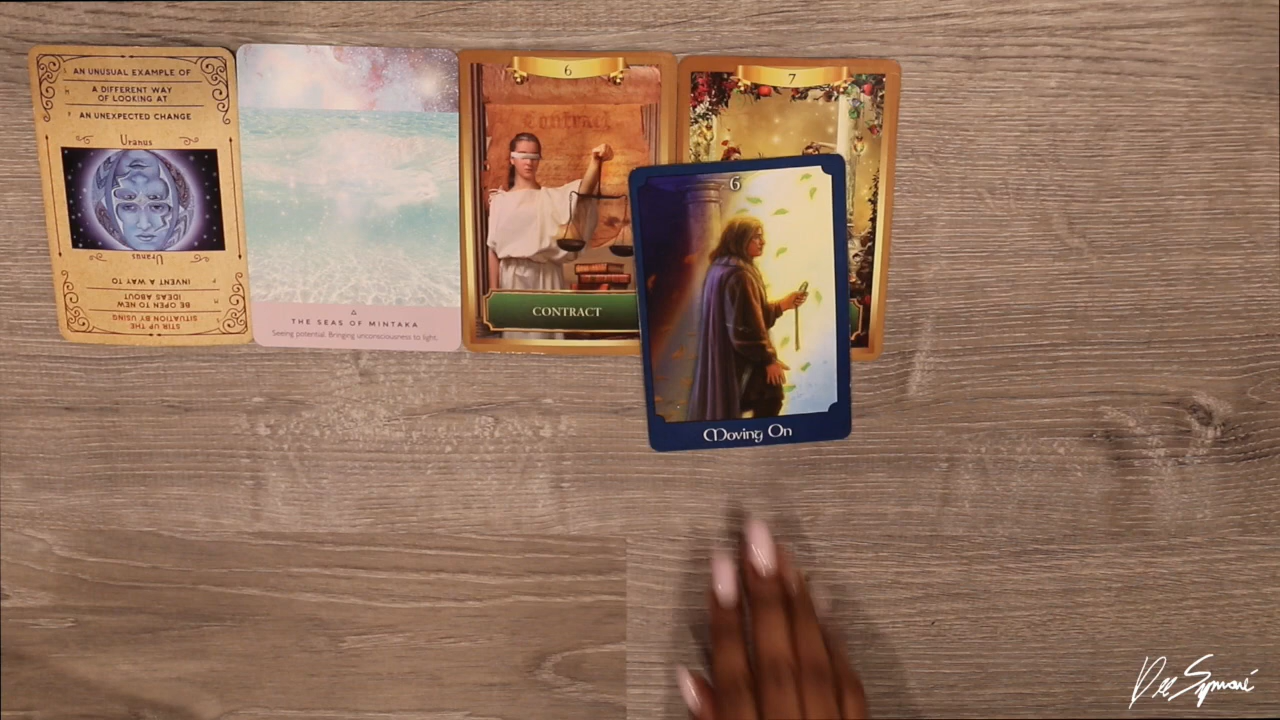 AN UNUSUAL EXAMPLE OF
A DIFFERENT WAY
OF LOOKING AT
AN UNEXPECTED CHANGE
Uranus
Uranus
INVENT A WAY TO
BE OPEN TO NEW
IDEAS ABOUT
STIR UP THE
SITUATION BY USING
THE SEAS OF MINTAKA
Seeing potential. Bringing unconsciousness to light.
6
Contract
CONTRACT
7
6
Moving On
Dee Symoné